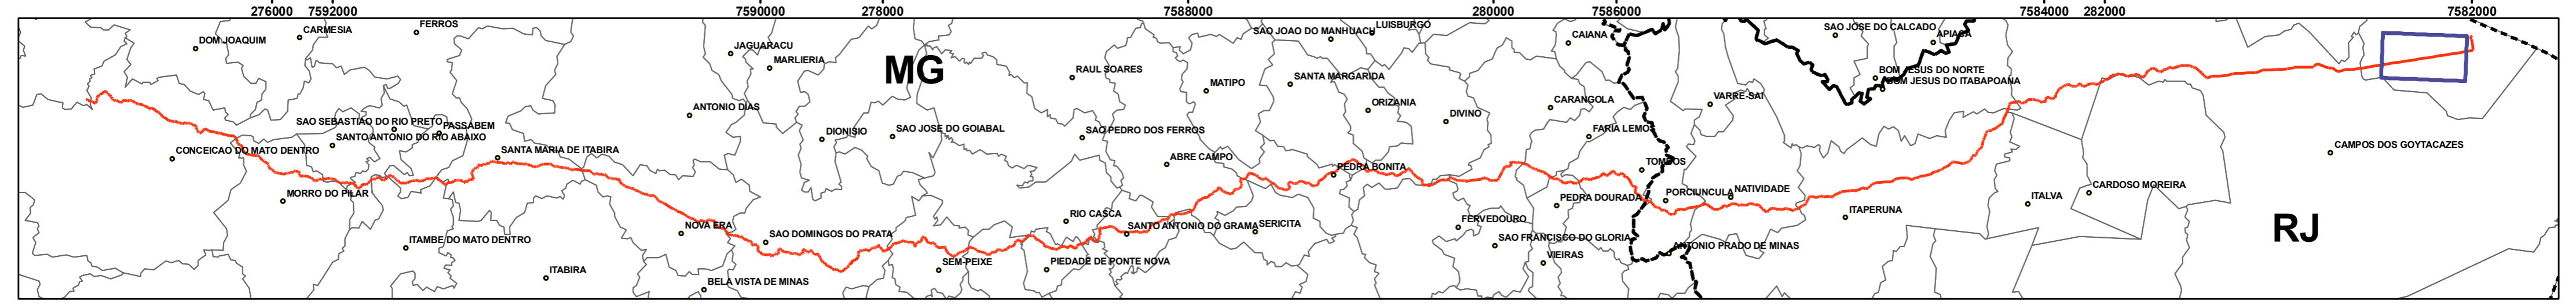 276000 7592000 7590000 278000 7588000 280000 7586000 7584000 282000 7582000
FERROS
CARMESIA
DOM JOAQUIM
SAO SEBASTIAO DO RIO PRETO
PASSABEM
SANTO ANTONIO DO RIO ABAIXO
CONCEICAO DO MATO DENTRO
SANTA MARIA DE ITABIRA
MORRO DO PILAR
ITAMBE DO MATO DENTRO
ITABIRA
JAGUARACU
MARLIERIA
MG
ANTONIO DIAS
DIONISIO
SAO JOSE DO GOIABAL
NOVA ERA
SAO DOMINGOS DO PRATA
BELA VISTA DE MINAS
SEM-PEIXE
RAUL SOARES
SAO PEDRO DOS FERROS
ABRE CAMPO
RIO CASCA
SANTO ANTONIO DO GRAMA
SERICITA
PIEDADE DE PONTE NOVA
SAO JOAO DO MANHUACU
LUISBURGO
MATIPO
SANTA MARGARIDA
ORIZANIA
DIVINO
PEDRA BONITA
CAIANA
CARANGOLA
FARIA LEMOS
TOMBOS
PEDRA DOURADA
FERVEDOURO
SAO FRANCISCO DO GLORIA
VIEIRAS
PORCIUNCULA
NATIVIDADE
ANTONIO PRADO DE MINAS
VARRE-SAI
SAO JOSE DO CALCADO
APIACA
BOM JESUS DO NORTE
BOM JESUS DO ITABAPOANA
ITAPERUNA
ITALVA
CARDOSO MOREIRA
CAMPOS DOS GOYTACAZES
RJ